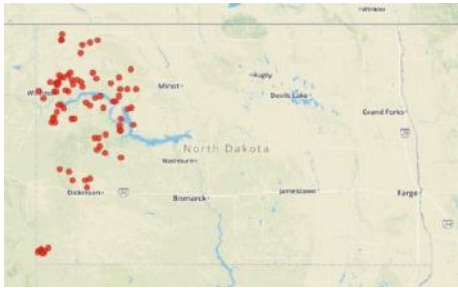 Winkler
Rugby
Minot
Devils Lake
Grand Forks
North Dakota
Washburn
Dickinson
Bismarck
Jamestown
Fargo